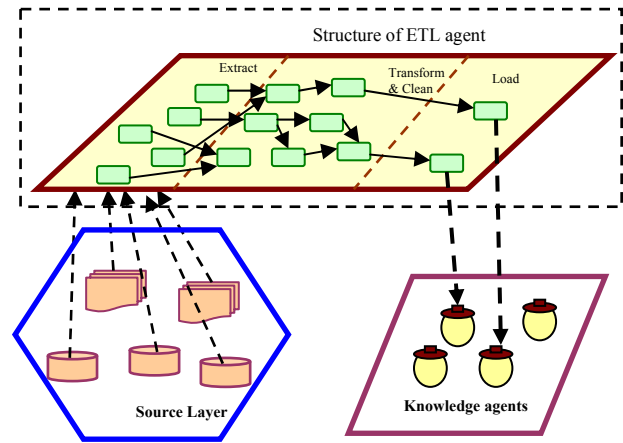 Structure of ETL agent
Extract
Transform
& Clean
Load
Source Layer
Knowledge agents